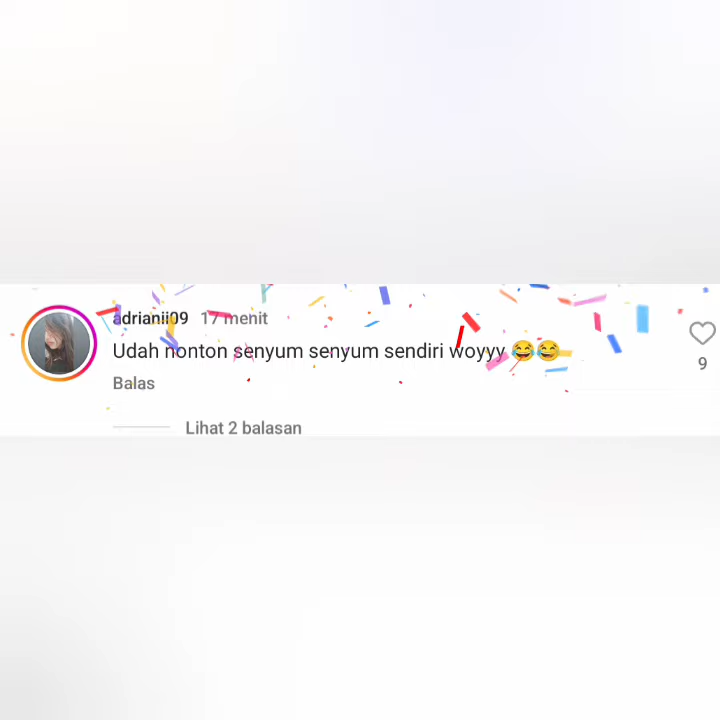 adrianii09 17 menit
Udah nonton senyum senyum sendiri woyyy 😂😂
9
Balas
Lihat 2 balasan